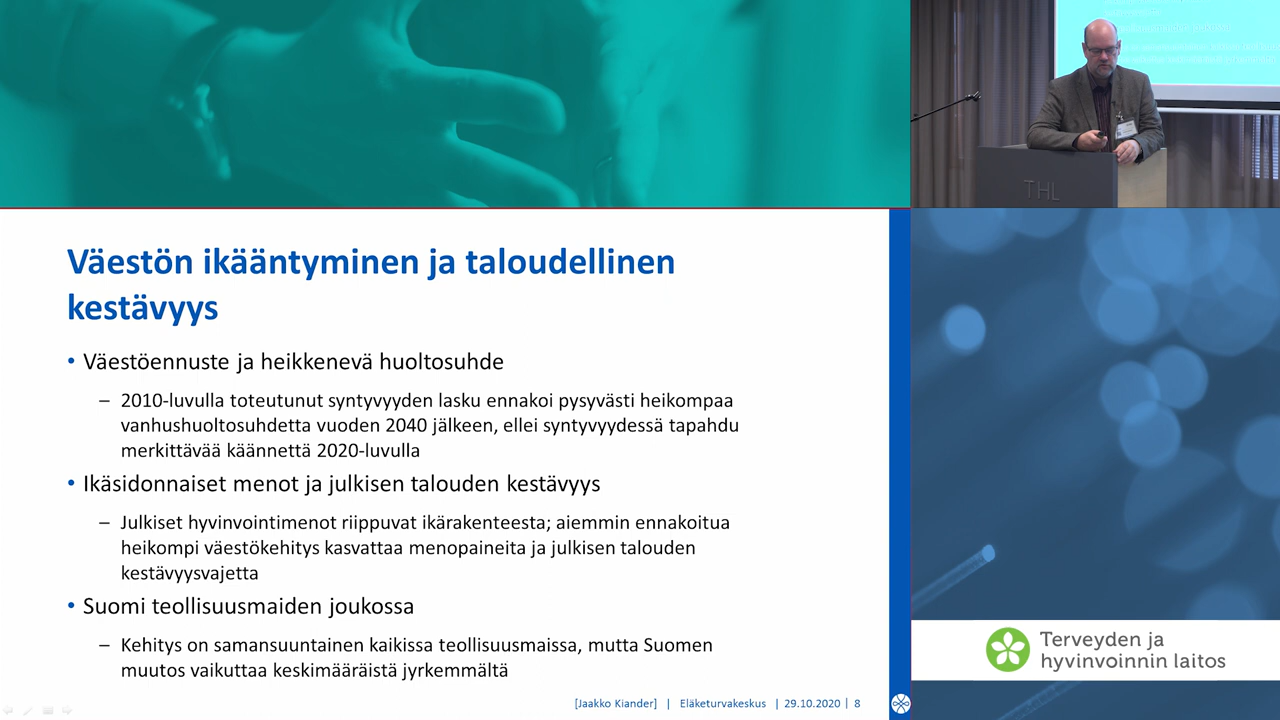 Väestön ikääntyminen ja taloudellinen
kestävyys
• Väestöennuste ja heikkenevä huoltosuhde
– 2010-luvulla toteutunut syntyvyyden lasku ennakoi pysyvästi heikompaa
vanhushuoltosuhdetta vuoden 2040 jälkeen, ellei syntyvyydessä tapahdu
merkittävää käännettä 2020-luvulla
• Ikäsidonnaiset menot ja julkisen talouden kestävyys
– Julkiset hyvinvointimenot riippuvat ikärakenteesta; aiemmin ennakoitua
heikompi väestökehitys kasvattaa menopaineita ja julkisen talouden
kestävyysvajetta
• Suomi teollisuusmaiden joukossa
– Kehitys on samansuuntainen kaikissa teollisuusmaissa, mutta Suomen
muutos vaikuttaa keskimääräistä jyrkemmältä
[Jaakko Kiander] | Eläketurvakeskus | 29.10.2020 | 8
THL
Terveyden ja
hyvinvoinnin laitos